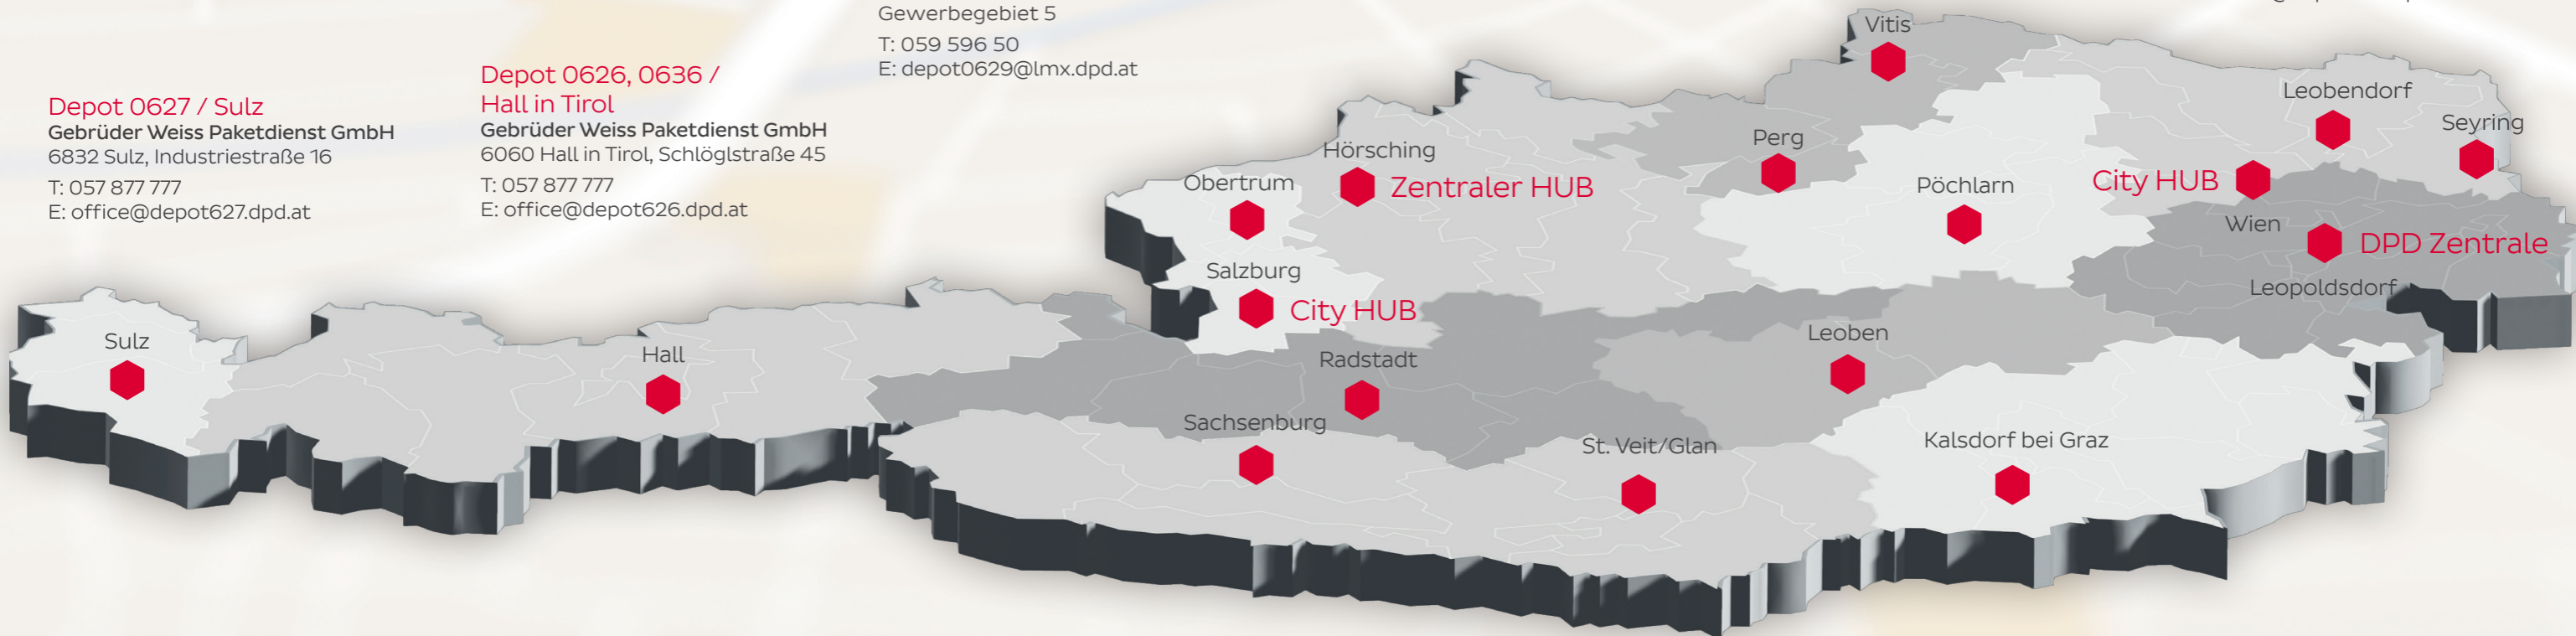 Gewerbegebiet 5
T: 059 596 50
E: depot0629@lmx.dpd.at
Depot 0627 / Sulz
Gebrüder Weiss Paketdienst GmbH
6832 Sulz, Industriestraße 16
T: 057 877 777
E: office@depot627.dpd.at
Depot 0626, 0636 /
Hall in Tirol
Gebrüder Weiss Paketdienst GmbH
6060 Hall in Tirol, Schlöglstraße 45
T: 057 877 777
E: office@depot626.dpd.at
Vitis
Leobendorf
Seyring
Perg
Hörsching
Zentraler HUB
Obertrum
Pöchlarn
City HUB
Wien
DPD Zentrale
Salzburg
City HUB
Leopoldsdorf
Sulz
Hall
Radstadt
Leoben
Sachsenburg
St. Veit/Glan
Kalsdorf bei Graz